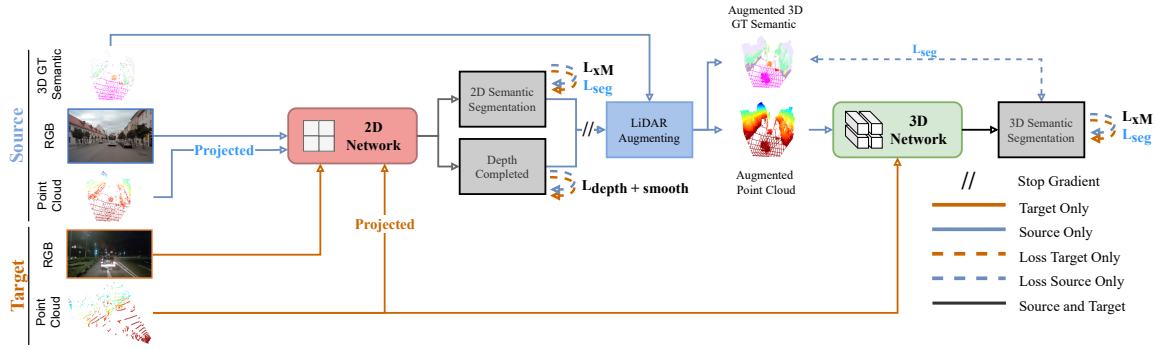 Source
3D GT
Semantic
RGB
Point
Cloud
Target
RGB
Point
Cloud
Projected
2D
Network
Projected
2D Semantic
Segmentation
LxM
Lseg
Depth
Completed
Ldepth + smooth
//
LiDAR
Augmenting
Augmented 3D
GT Semantic
Augmented
Point Cloud
Lseg
3D
Network
3D Semantic
Segmentation
LxM
Lseg
// Stop Gradient
Target Only
Source Only
Loss Target Only
Loss Source Only
Source and Target